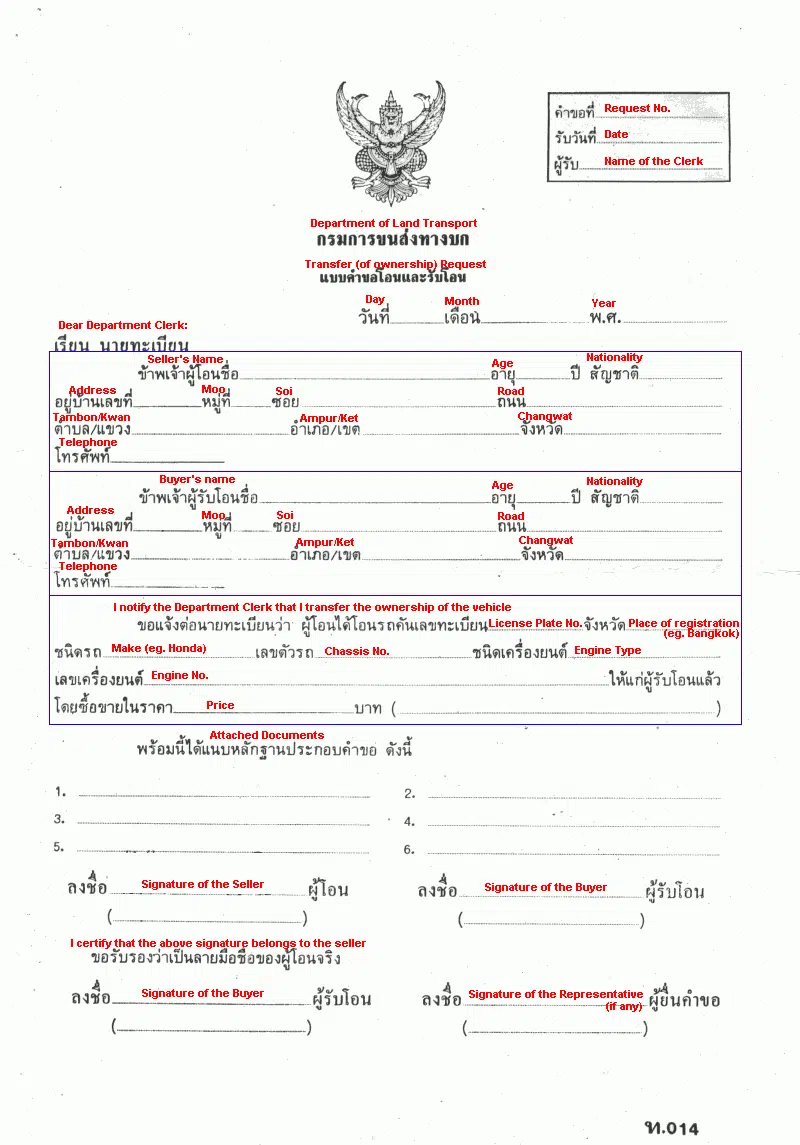 คำขอที่ Request No.
รับวันที่ Date
ผู้รับ Name of the Clerk
Department of Land Transport
กรมการขนส่งทางบก
Transfer (of ownership) Request
แบบคำขอโอนและรับโอน
Day Month Year
วันที่ เดือน พ.ศ.
Dear Department Clerk:
เรียน นายทะเบียน
Seller's Name Age Nationality
ข้าพเจ้าผู้โอนชื่อ อายุ ปี สัญชาติ
Address Moo Soi Road
อยู่บ้านเลขที่ หมู่ที่ ซอย ถนน
Tambon/Kwan Ampur/Ket Changwat
ตำบล/แขวง อำเภอ/เขต จังหวัด
Telephone
โทรศัพท์
Buyer's name Age Nationality
ข้าพเจ้าผู้รับโอนชื่อ อายุ ปี สัญชาติ
Address Moo Soi Road
อยู่บ้านเลขที่ หมู่ที่ ซอย ถนน
Tambon/Kwan Ampur/Ket Changwat
ตำบล/แขวง อำเภอ/เขต จังหวัด
Telephone
โทรศัพท์
I notify the Department Clerk that I transfer the ownership of the vehicle
ขอแจ้งต่อนายทะเบียนว่า ผู้โอนได้โอนรถคันเลขทะเบียน License Plate No. จังหวัด Place of registration
(eg. Bangkok)
ชนิดรถ Make (eg. Honda) เลขตัวรถ Chassis No. ชนิดเครื่องยนต์ Engine Type
เลขเครื่องยนต์ Engine No. ให้แก่ผู้รับโอนแล้ว
โดยซื้อขายในราคา Price บาท ( )
Attached Documents
พร้อมนี้ได้แนบหลักฐานประกอบคำขอ ดังนี้
1. 2.
3. 4.
5. 6.
ลงชื่อ Signature of the Seller ผู้โอน ลงชื่อ Signature of the Buyer ผู้รับโอน
( ) ( )
I certify that the above signature belongs to the seller
ขอรับรองว่าเป็นลายมือชื่อของผู้โอนจริง
ลงชื่อ Signature of the Buyer ผู้รับโอน ลงชื่อ Signature of the Representative ผู้ยื่นคำขอ
(if any)
( ) ( )
ท.014